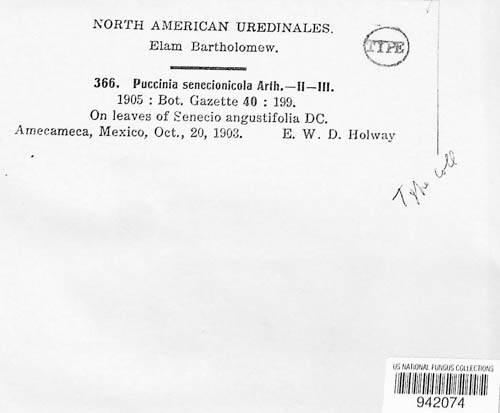 NORTH AMERICAN UREDINALES.
Elam Bartholomew.
TYPE
366. Puccinia senecionicola Arth.—II—III.
1905 : Bot. Gazette 40 : 199.
On leaves of Senecio angustifolia DC.
Amecameca, Mexico, Oct., 20, 1903. E. W. D. Holway
Type coll
US NATIONAL FUNGUS COLLECTIONS
942074